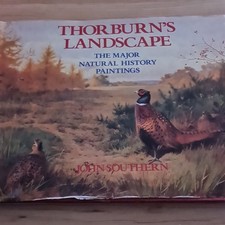 THORBURN'S
LANDSCAPE
THE MAJOR
NATURAL HISTORY
PAINTINGS
JOHN SOUTHERN